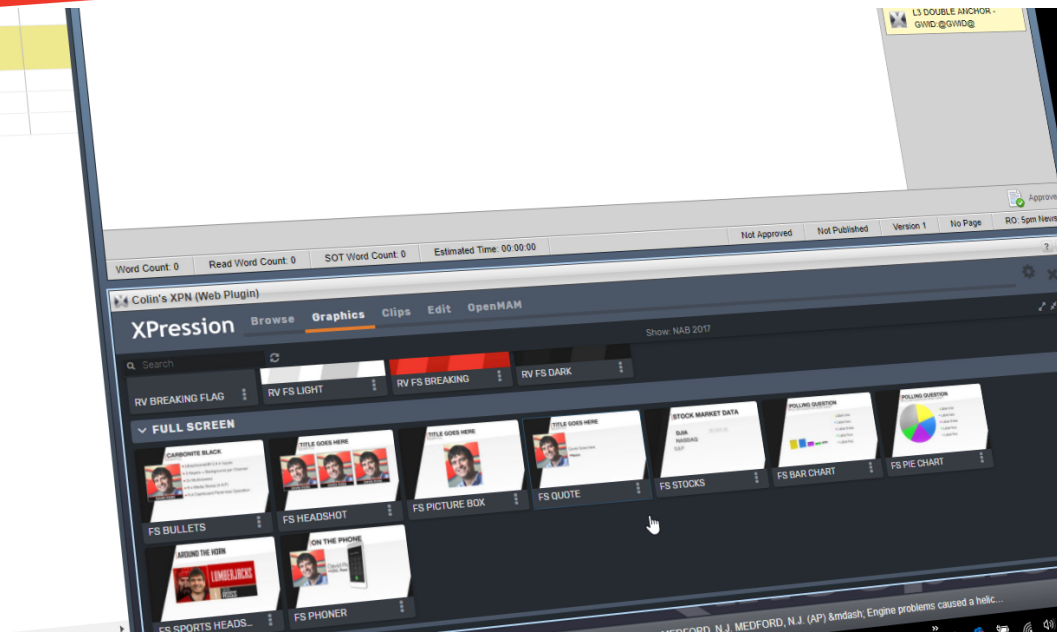 L3 DOUBLE ANCHOR -
GWID:@GWID@
Approve
Word Count: 0 Read Word Count: 0 SOT Word Count: 0 Estimated Time: 00:00:00 Not Approved Not Published Version 1 No Page RO: 5pm News
Colin's XPN (Web Plugin) ?
XPression Browse Graphics Clips Edit OpenMAM
Search
Show: NAB 2017
RV BREAKING FLAG RV FS LIGHT RV FS BREAKING RV FS DARK
FULL SCREEN
CARBONITE BLACK
TITLE GOES HERE
TITLE GOES HERE
TITLE GOES HERE
STOCK MARKET DATA
DJIA
NASDAQ
S&P
POLLING QUESTION
POLLING QUESTION
FS BULLETS FS HEADSHOT FS PICTURE BOX FS QUOTE FS STOCKS FS BAR CHART FS PIE CHART
AROUND THE HORN
LUMBERJACKS
ON THE PHONE
FS SPORTS HEADS... FS PHONER
MEDFORD, N.J. MEDFORD, N.J. (AP) &mdash; Engine problems caused a helic...